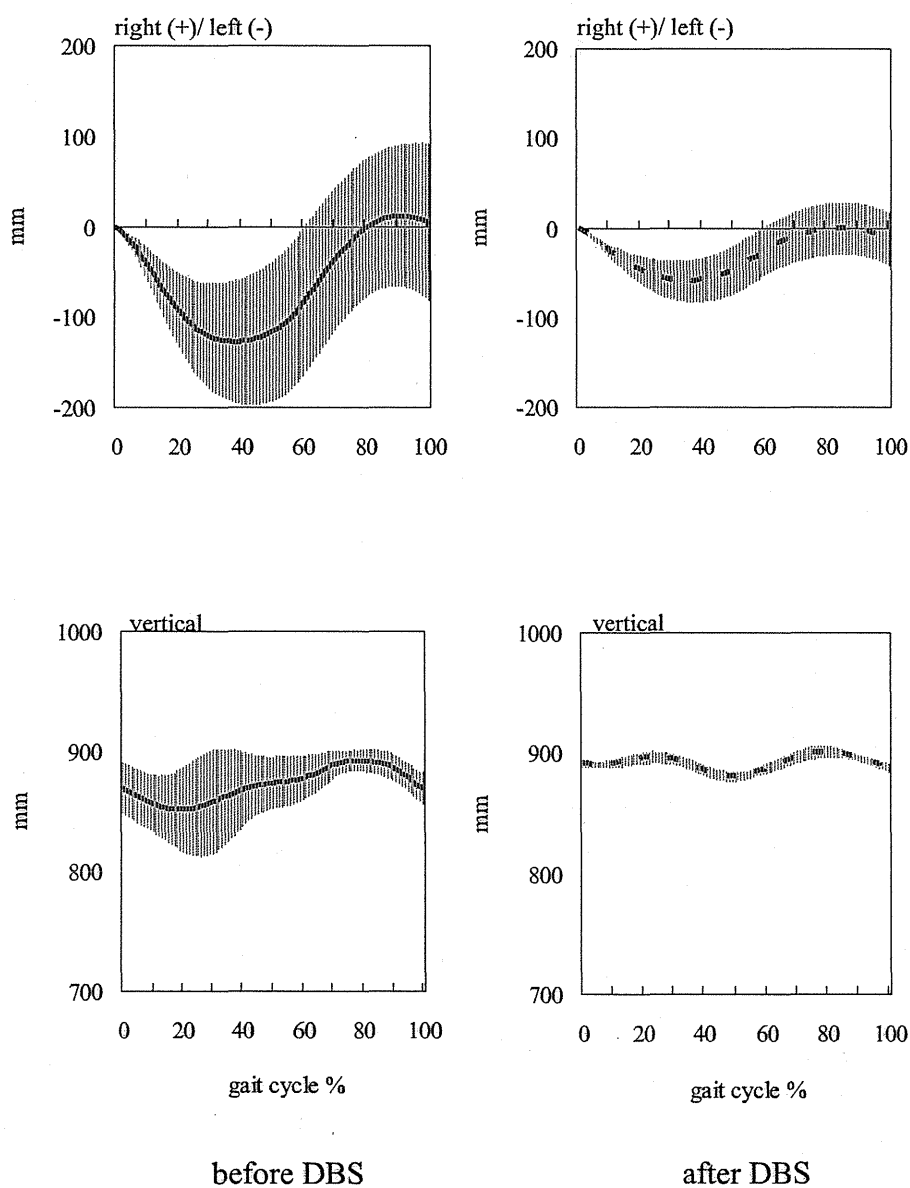 right (+)/ left (-)
200
100
0
-100
-200
mm
0 20 40 60 80 100
right (+)/ left (-)
200
100
0
-100
-200
mm
0 20 40 60 80 100
vertical
1000
900
800
700
mm
0 20 40 60 80 100
gait cycle %
vertical
1000
900
800
700
mm
0 20 40 60 80 100
gait cycle %
before DBS
after DBS